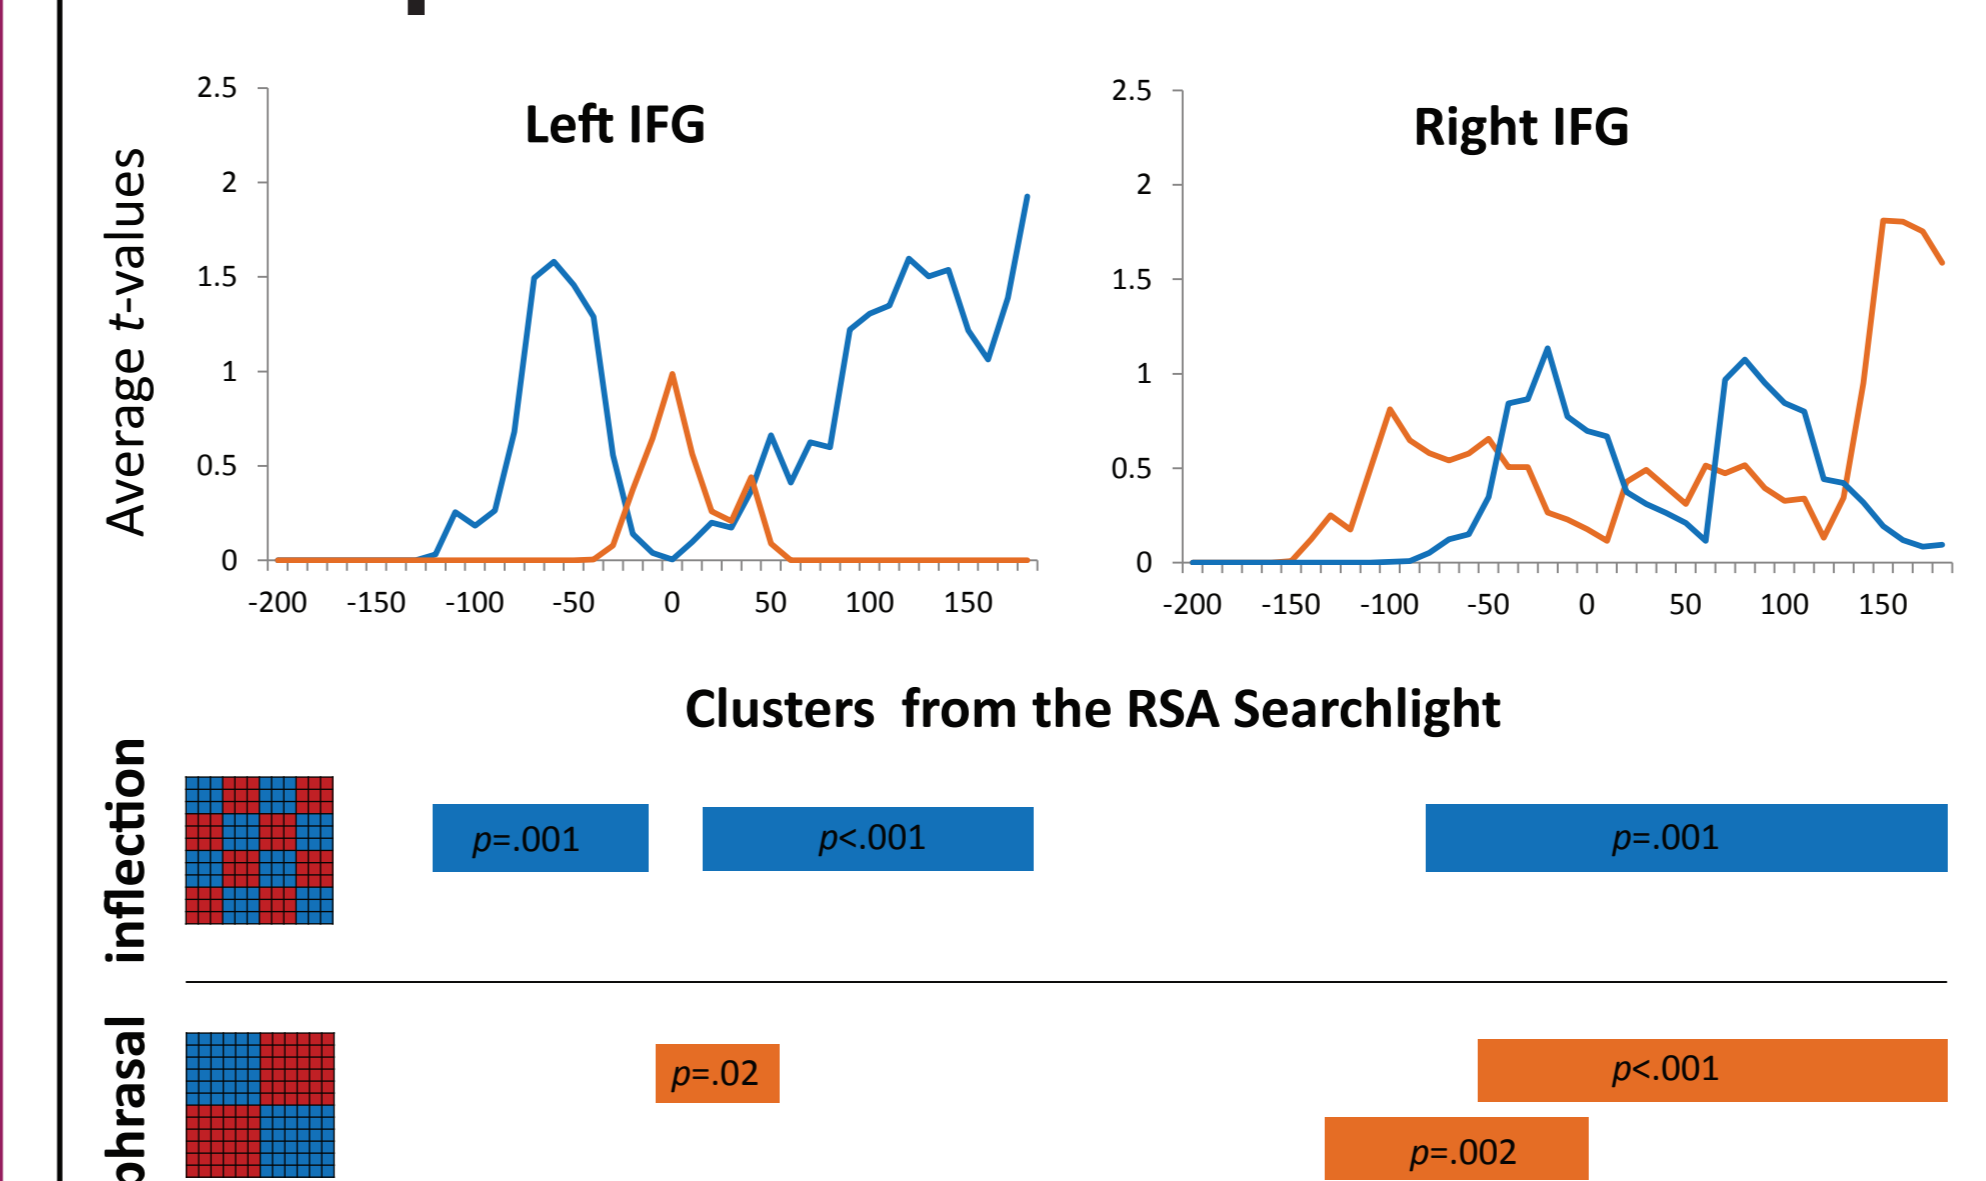 Left IFG
Right IFG
Average t-values
2.5
2
1.5
1
0.5
0
-200 -150 -100 -50 0 50 100 150
2.5
2
1.5
1
0.5
0
-200 -150 -100 -50 0 50 100 150
Clusters from the RSA Searchlight
inflection
p=.001
p<.001
p=.001
phrasal
p=.02
p<.001
p=.002